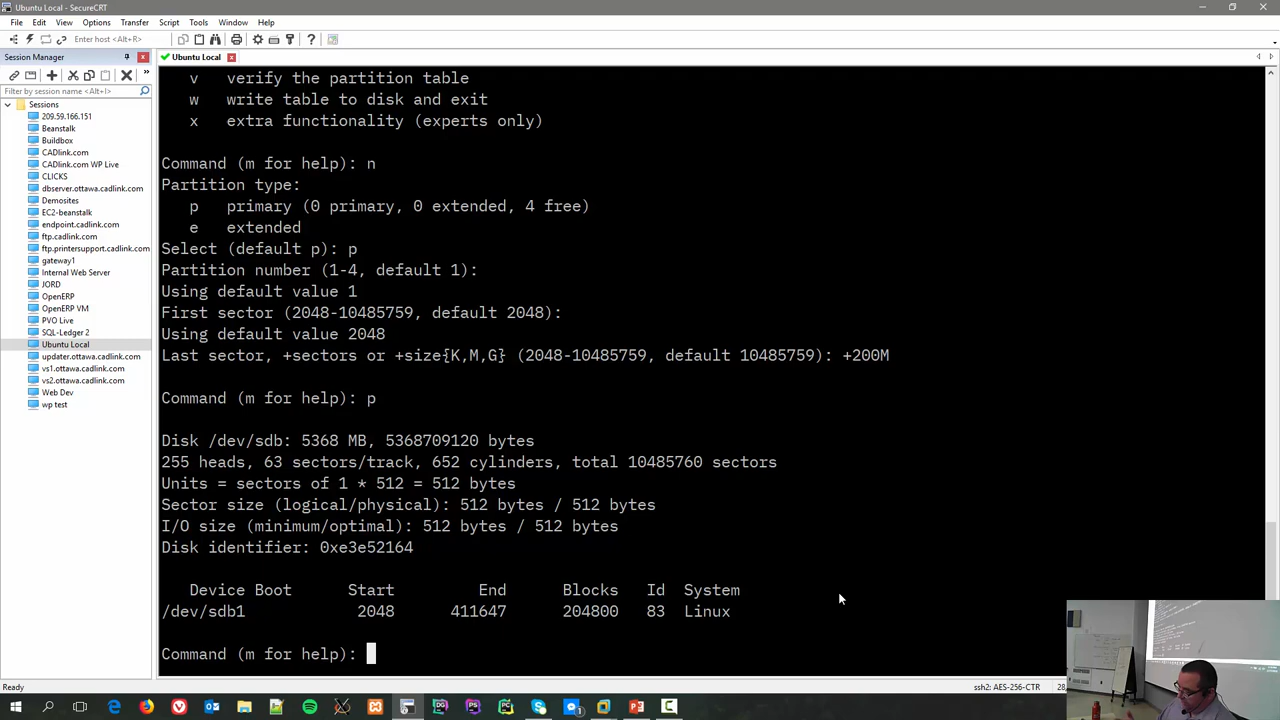 Ubuntu Local - SecureCRT
File Edit View Options Transfer Script Tools Window Help
Enter host <Alt+R>
Session Manager
Ubuntu Local
Filter by session name <Alt+I>
Sessions
209.59.166.151
Beanstalk
Buildbox
CADlink.com
CADlink.com WP Live
CLICKS
dbserver.ottawa.cadlink.com
Demosites
EC2-beanstalk
endpoint.cadlink.com
ftp.cadlink.com
ftp.printersupport.cadlink.com
gateway1
Internal Web Server
JORD
OpenERP
OpenERP VM
PVO Live
SQL-Ledger 2
Ubuntu Local
updater.ottawa.cadlink.com
vs1.ottawa.cadlink.com
vs2.ottawa.cadlink.com
Web Dev
wp test
v verify the partition table
w write table to disk and exit
x extra functionality (experts only)
Command (m for help): n
Partition type:
p primary (0 primary, 0 extended, 4 free)
e extended
Select (default p): p
Partition number (1-4, default 1):
Using default value 1
First sector (2048-10485759, default 2048):
Using default value 2048
Last sector, +sectors or +size{K,M,G} (2048-10485759, default 10485759): +200M
Command (m for help): p
Disk /dev/sdb: 5368 MB, 5368709120 bytes
255 heads, 63 sectors/track, 652 cylinders, total 10485760 sectors
Units = sectors of 1 * 512 = 512 bytes
Sector size (logical/physical): 512 bytes / 512 bytes
I/O size (minimum/optimal): 512 bytes / 512 bytes
Disk identifier: 0xe3e52164
Device Boot Start End Blocks Id System
/dev/sdb1 2048 411647 204800 83 Linux
Command (m for help):
Ready
ssh2: AES-256-CTR
28,